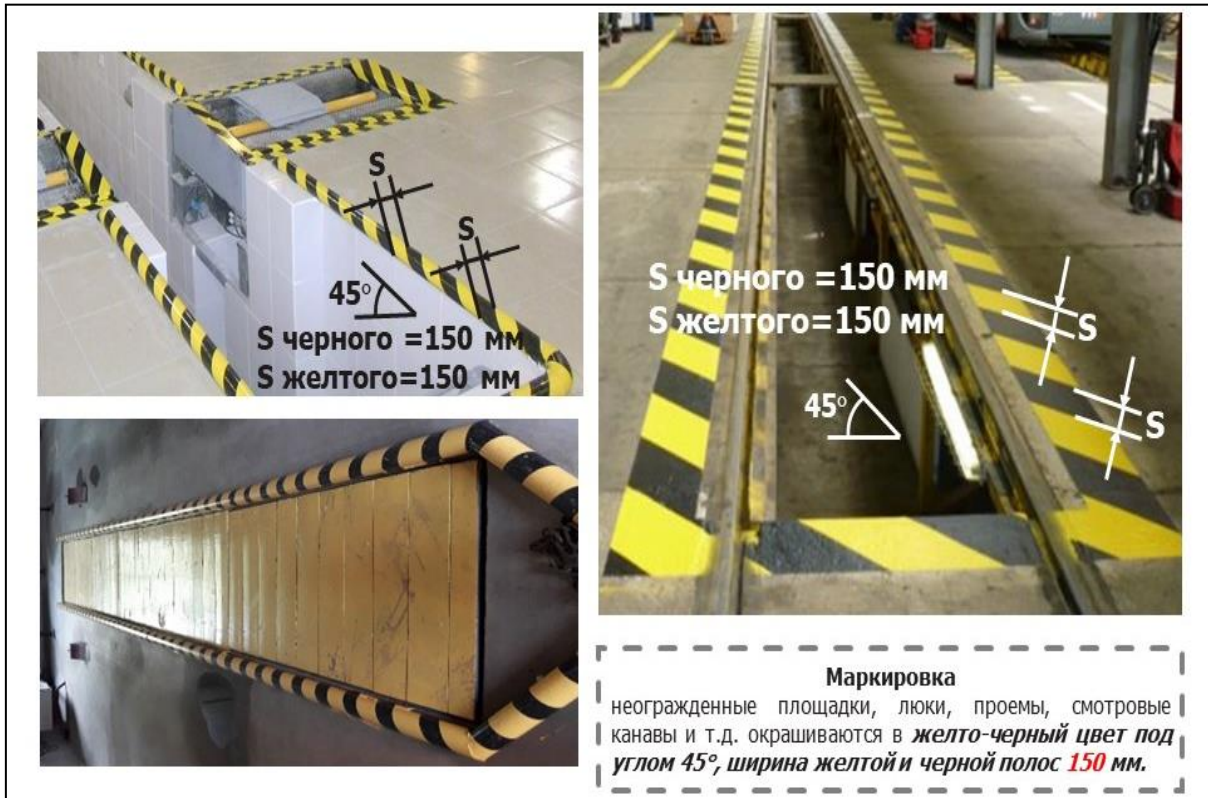 S
S
45°
S черного =150 мм
S желтого=150 мм
S черного =150 мм
S желтого=150 мм
S
45°
S
Маркировка
неогражденные площадки, люки, проемы, смотровые
канавы и т.д. окрашиваются в желто-черный цвет под
углом 45°, ширина желтой и черной полос 150 мм.